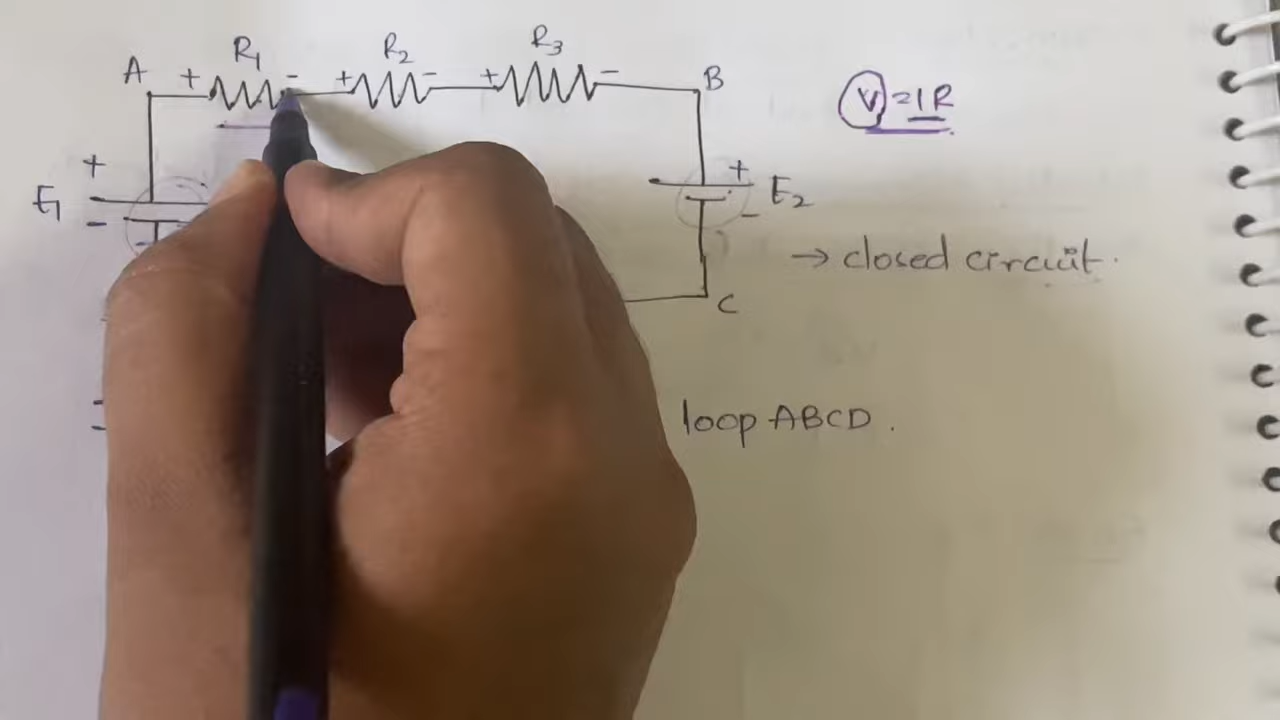 R1 R2 R3
A + - + - + - B
V = IR
+ +
E1 E2
- -
→ closed circuit.
C
loop ABCD.